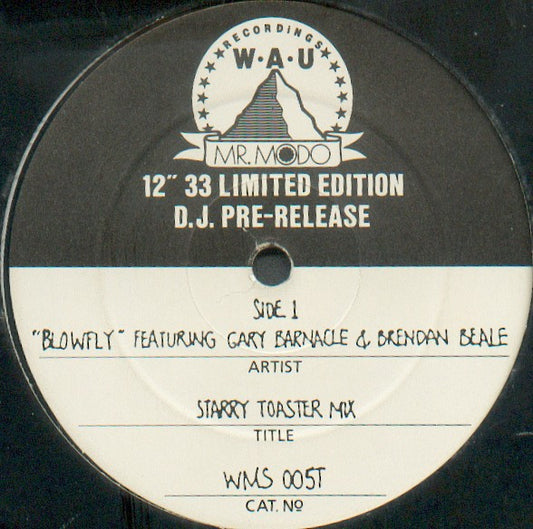 RECORDINGS
W·A·U
MR. MODO
12" 33 LIMITED EDITION
D.J. PRE-RELEASE
SIDE 1
"BLOWFLY" FEATURING GARY BARNACLE & BRENDAN BEALE
ARTIST
STARRY TOASTER MIX
TITLE
WMS 005T
CAT. Nº